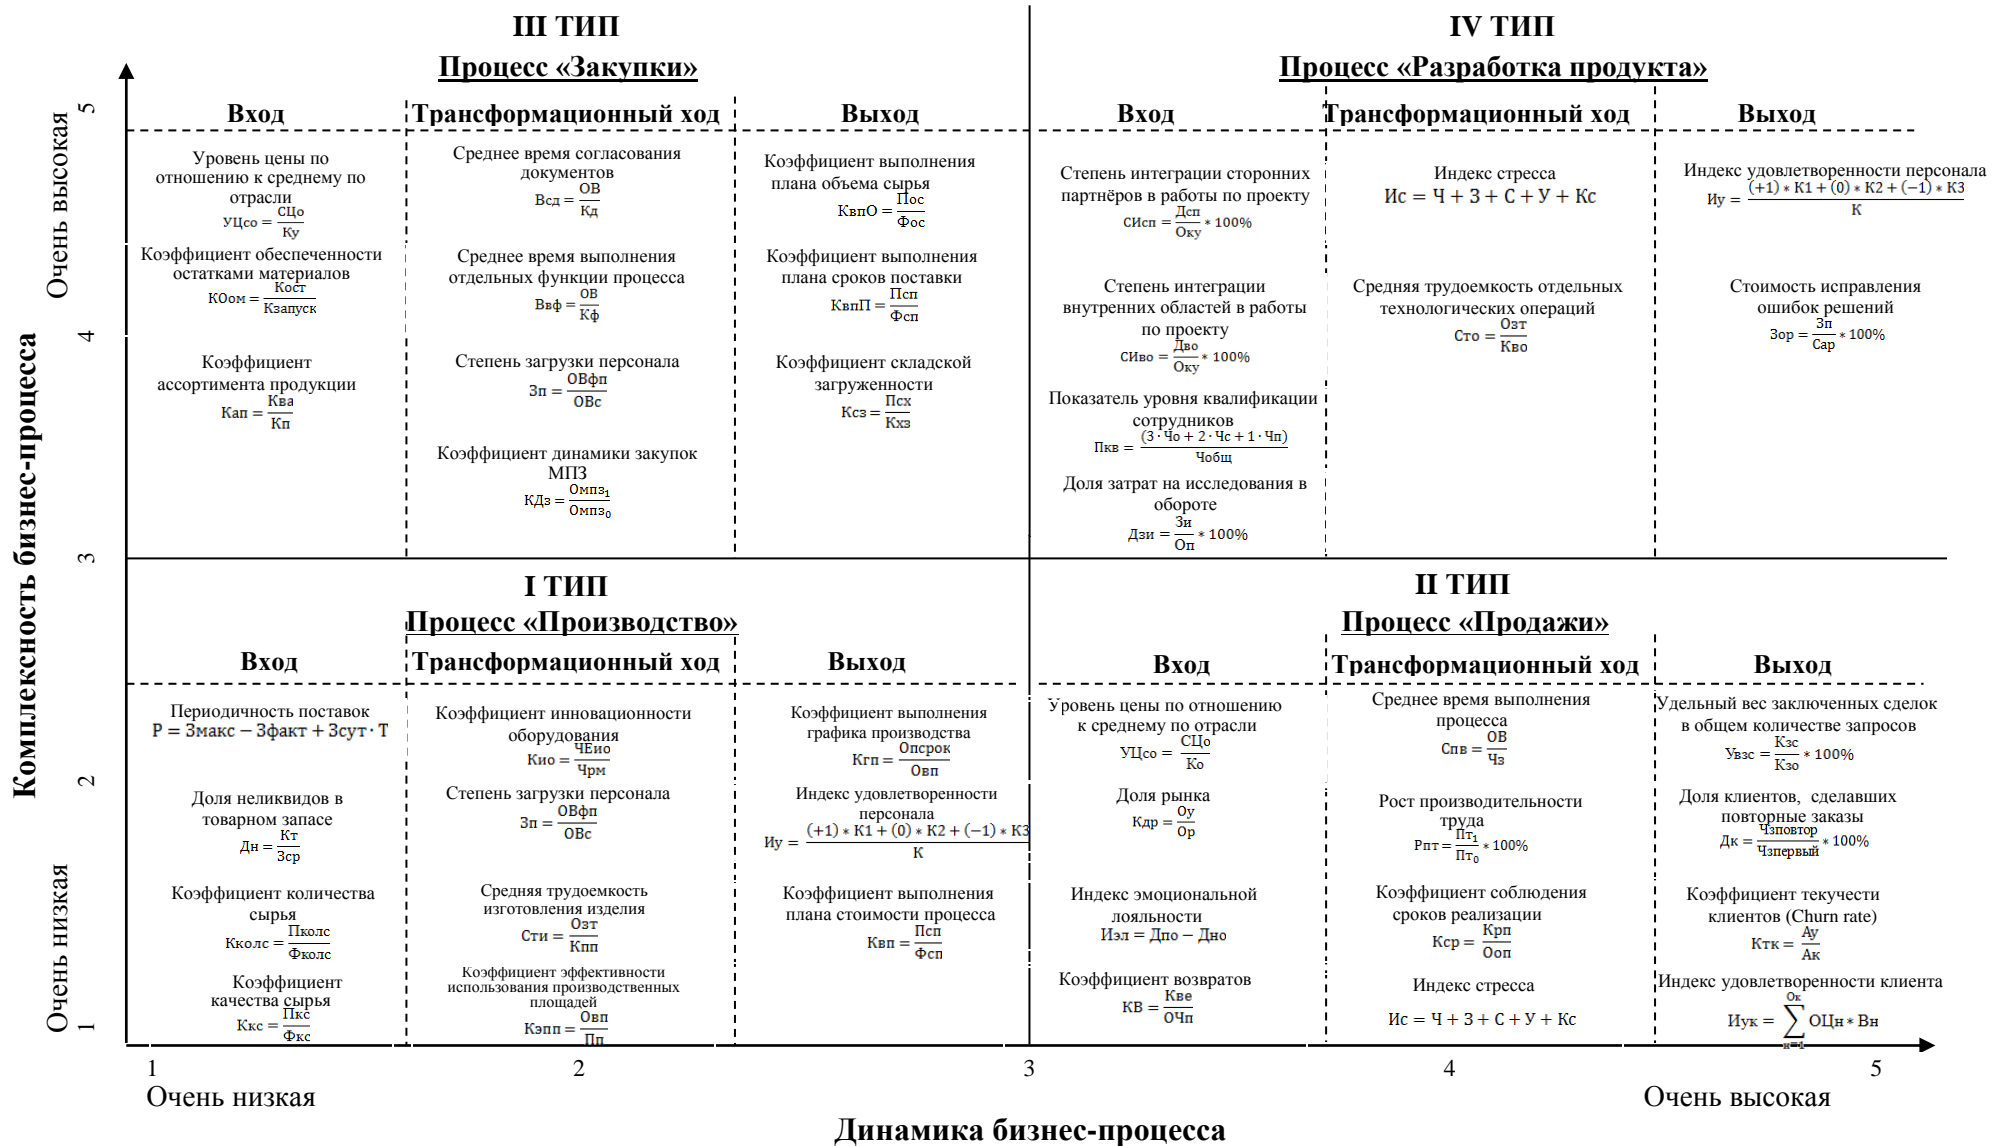 III ТИП
Процесс «Закупки»
Вход
Трансформационный ход
Выход
Уровень цены по
отношению к среднему по
отрасли
УЦсо = СЦо / Ку
Коэффициент обеспеченности
остатками материалов
КОом = Кост / Кзапуск
Коэффициент
ассортимента продукции
Кап = Ква / Кп
Среднее время согласования
документов
Всд = ОВ / Кд
Среднее время выполнения
отдельных функции процесса
Ввф = ОВ / Кф
Степень загрузки персонала
Зп = ОВфп / ОВс
Коэффициент динамики закупок
МПЗ
КДз = Омпз₁ / Омпз₀
Коэффициент выполнения
плана объема сырья
КвпО = Пос / Фос
Коэффициент выполнения
плана сроков поставки
КвпП = Псп / Фсп
Коэффициент складской
загруженности
Ксз = Псх / Кхз
IV ТИП
Процесс «Разработка продукта»
Вход
Трансформационный ход
Выход
Степень интеграции сторонних
партнёров в работы по проекту
СИсп = Дсп / Оку * 100%
Степень интеграции
внутренних областей в работы
по проекту
СИво = Дво / Оку * 100%
Показатель уровня квалификации
сотрудников
Пкв = (3 · Чо + 2 · Чс + 1 · Чп) / Чобщ
Доля затрат на исследования в
обороте
Дзи = Зи / Оп * 100%
Индекс стресса
Ис = Ч + З + С + У + Кс
Средняя трудоемкость отдельных
технологических операций
Сто = Озт / Кво
Индекс удовлетворенности персонала
Иу = (+1) * К1 + (0) * К2 + (−1) * К3 / К
Стоимость исправления
ошибок решений
Зор = Зп / Сар * 100%
I ТИП
Процесс «Производство»
Вход
Трансформационный ход
Выход
Периодичность поставок
Р = Змакс − Зфакт + Зсут · Т
Доля неликвидов в
товарном запасе
Дн = Кт / Зср
Коэффициент количества
сырья
Кколс = Пколс / Фколс
Коэффициент
качества сырья
Ккс = Пкс / Фкс
Коэффициент инновационности
оборудования
Кио = ЧЕио / Чрм
Степень загрузки персонала
Зп = ОВфп / ОВс
Средняя трудоемкость
изготовления изделия
Сти = Озт / Кпп
Коэффициент эффективности
использования производственных
площадей
Кэпп = Овп / Пп
Коэффициент выполнения
графика производства
Кгп = Опсрок / Овп
Индекс удовлетворенности
персонала
Иу = (+1) * К1 + (0) * К2 + (−1) * К3 / К
Коэффициент выполнения
плана стоимости процесса
Квп = Псп / Фсп
II ТИП
Процесс «Продажи»
Вход
Трансформационный ход
Выход
Уровень цены по отношению
к среднему по отрасли
УЦсо = СЦо / Ко
Доля рынка
Кдр = Оу / Ор
Индекс эмоциональной
лояльности
Иэл = Дпо − Дно
Коэффициент возвратов
КВ = Кве / ОЧп
Среднее время выполнения
процесса
Спв = ОВ / Чз
Рост производительности
труда
Рпт = Пт₁ / Пт₀ * 100%
Коэффициент соблюдения
сроков реализации
Кср = Крп / Ооп
Индекс стресса
Ис = Ч + З + С + У + Кс
Удельный вес заключенных сделок
в общем количестве запросов
Увзс = Кзс / Кзо * 100%
Доля клиентов, сделавших
повторные заказы
Дк = Чзповтор / Чзпервый * 100%
Коэффициент текучести
клиентов (Churn rate)
Ктк = Ау / Ак
Индекс удовлетворенности клиента
Иук = ∑ ОЦн * Вн
Ок
н=1
Комплексность бизнес-процесса
Очень высокая
Очень низкая
5
4
3
2
1
1
2
3
4
5
Очень низкая
Очень высокая
Динамика бизнес-процесса